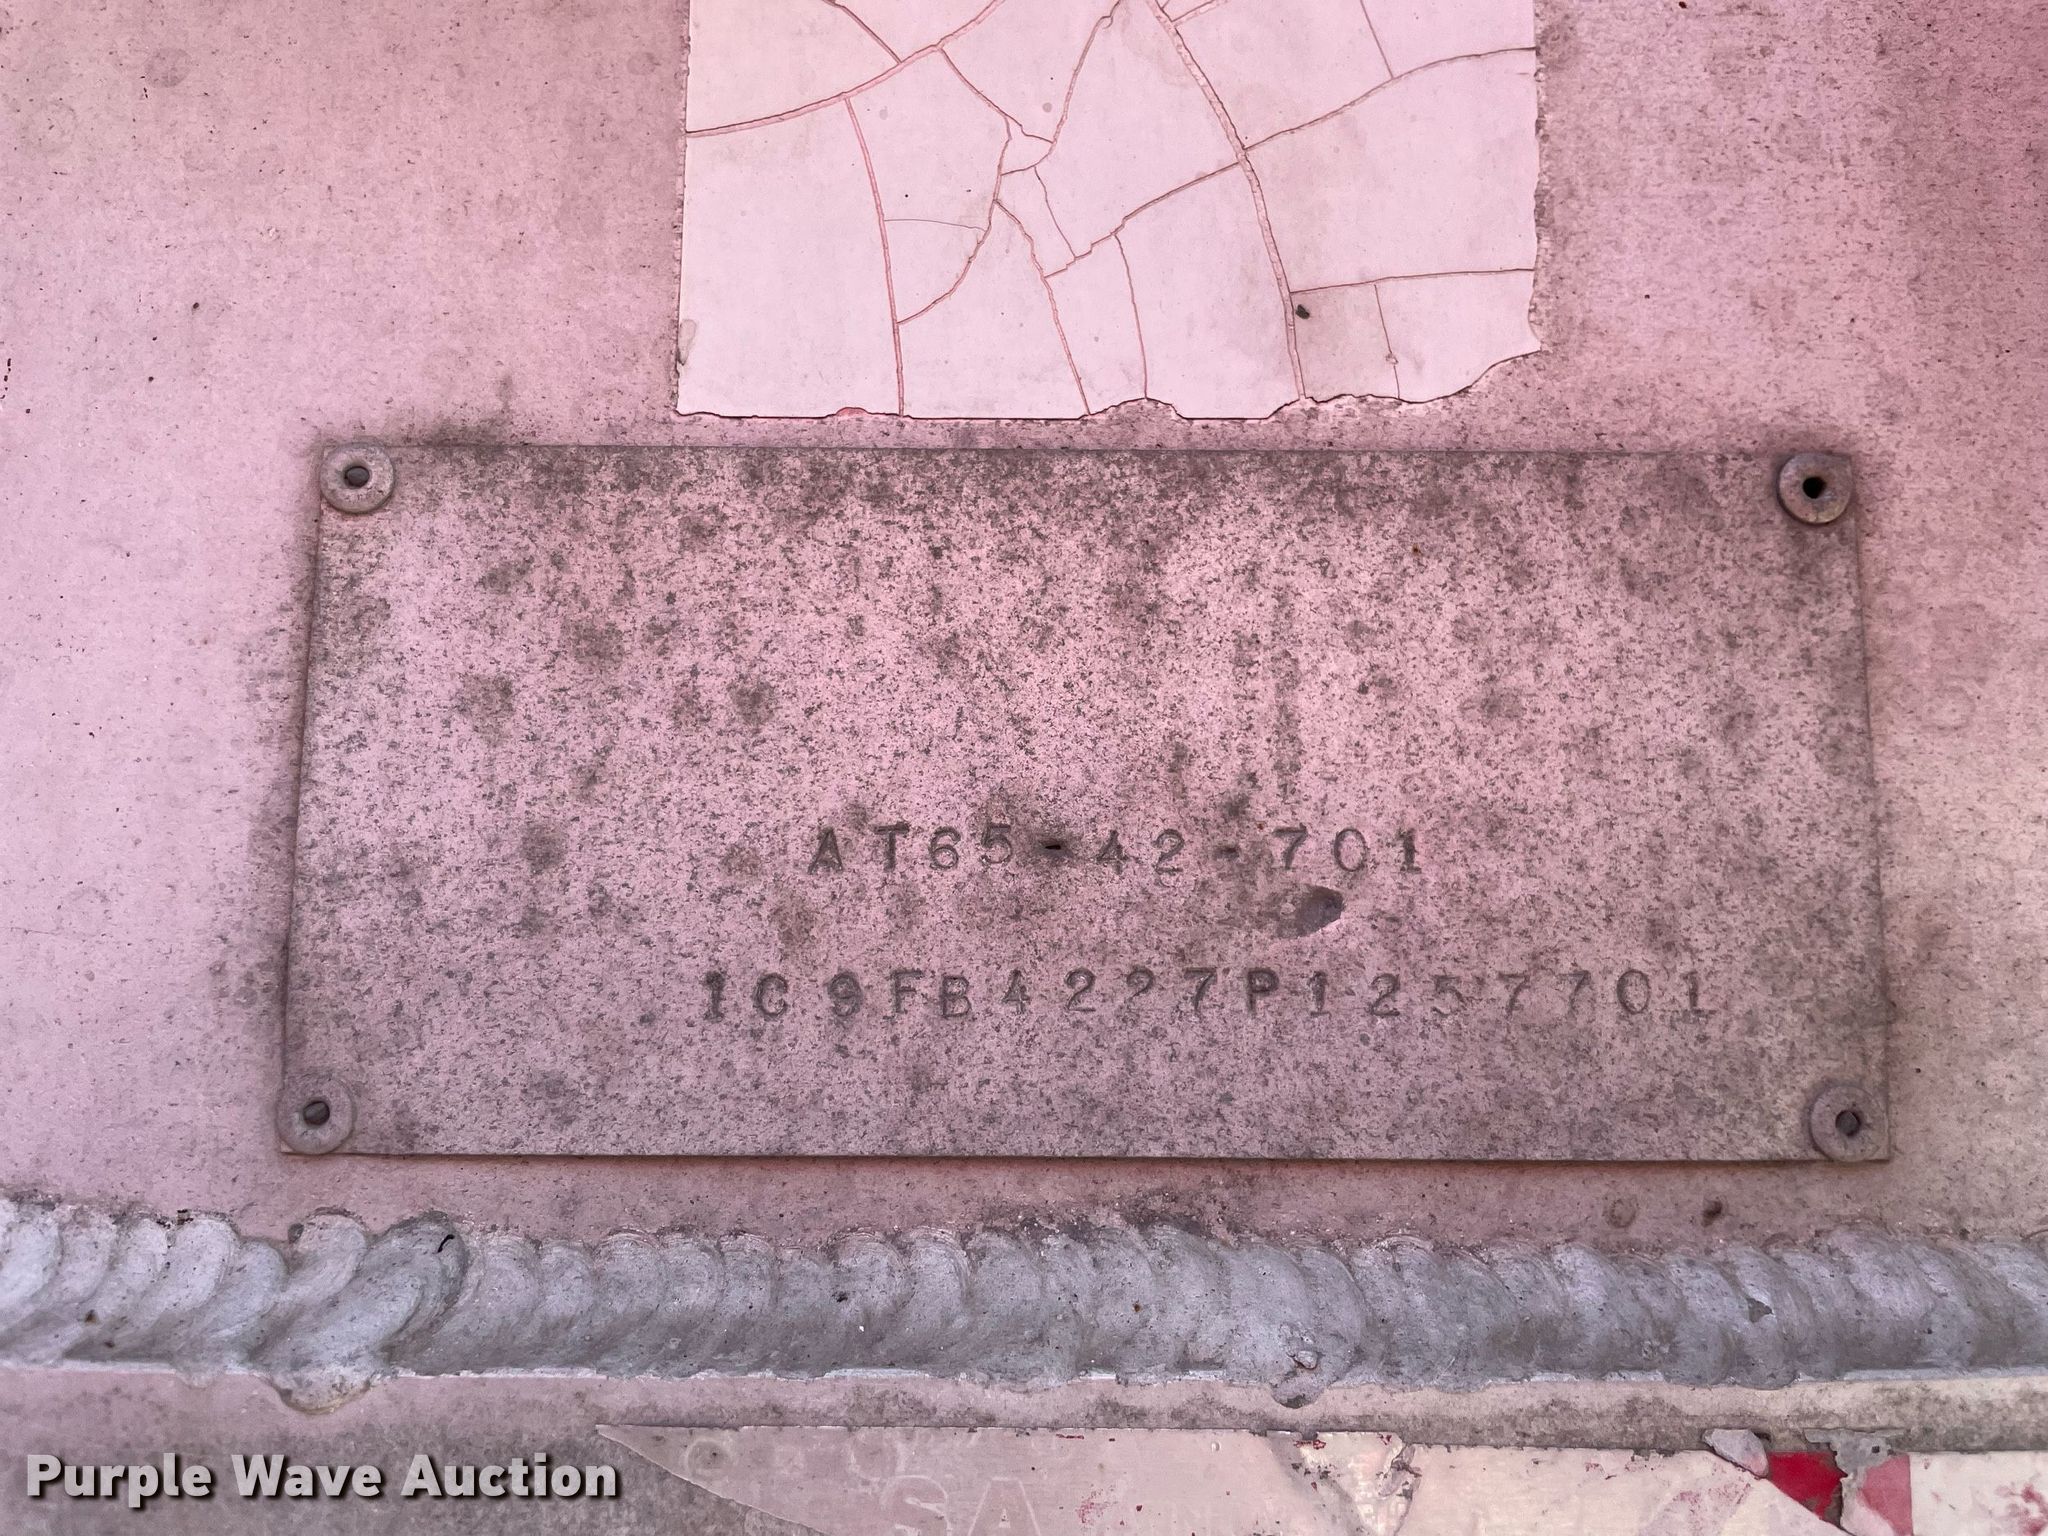 AT65-42-701
1C9FB4227P1257701
Purple Wave Auction